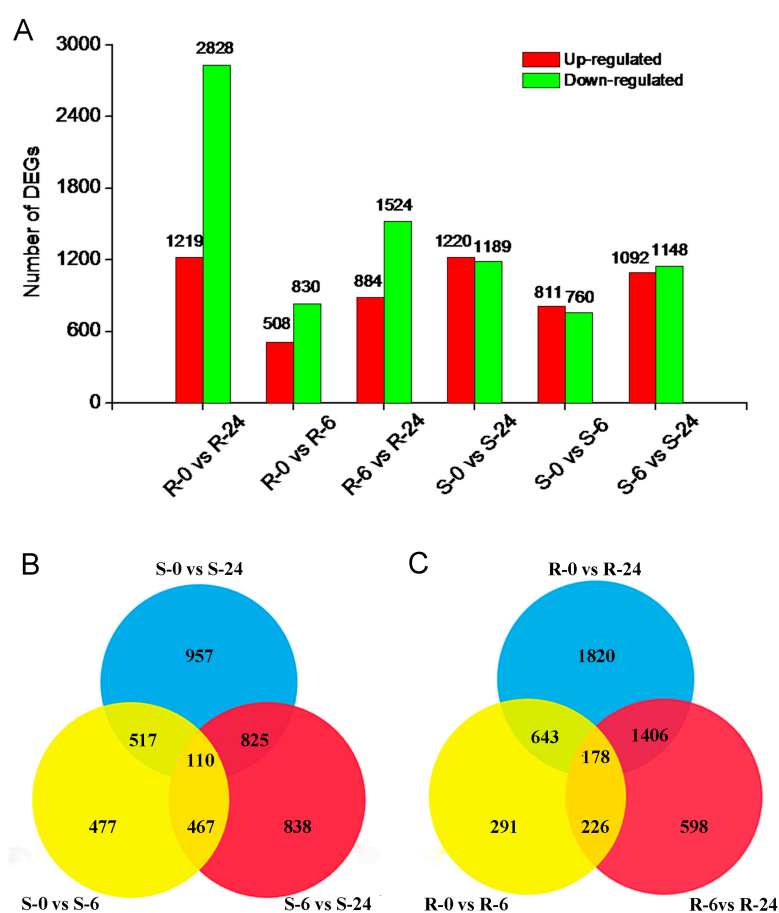 A
Number of DEGs
3000
2400
1800
1200
600
0
Up-regulated
Down-regulated
1219
2828
508
830
884
1524
1220
1189
811
760
1092
1148
R-0 vs R-24
R-0 vs R-6
R-6 vs R-24
S-0 vs S-24
S-0 vs S-6
S-6 vs S-24
B
S-0 vs S-24
957
517
825
110
477
467
838
S-0 vs S-6
S-6 vs S-24
C
R-0 vs R-24
1820
643
1406
178
291
226
598
R-0 vs R-6
R-6vs R-24